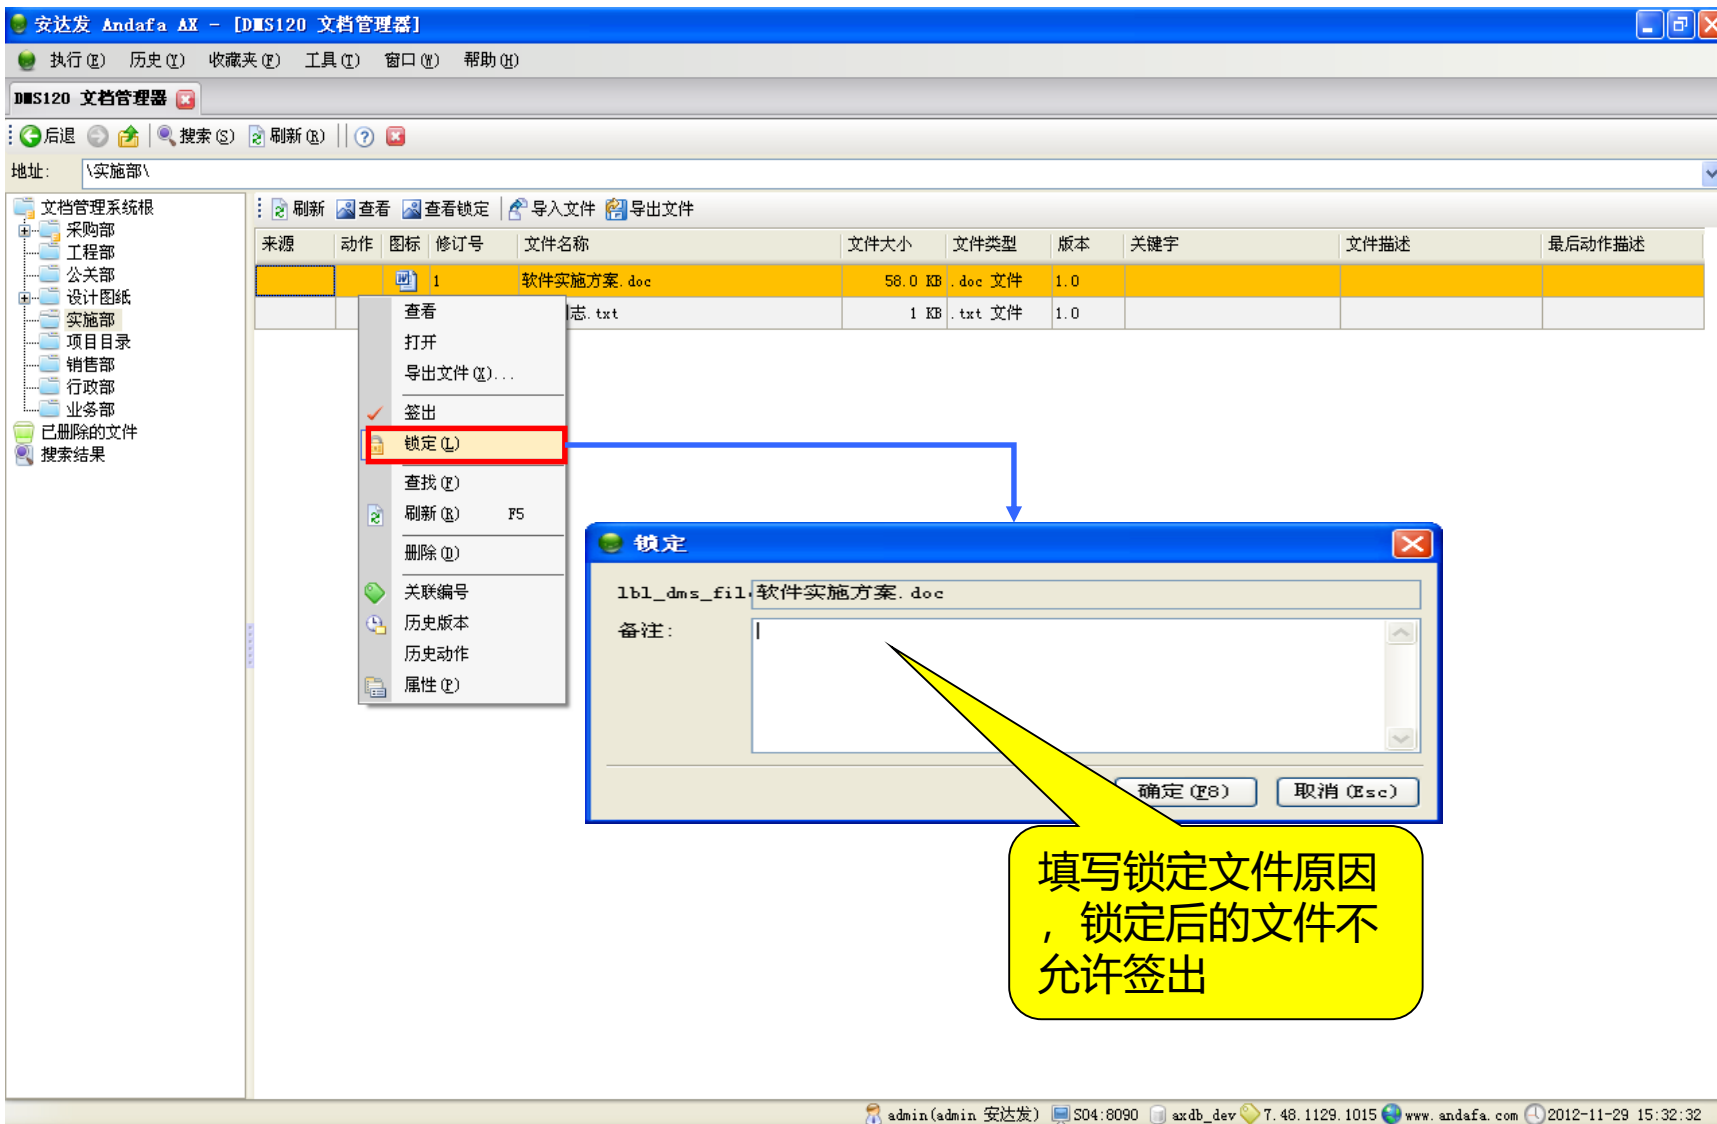 安达发 Andafa AX - [DMS120 文档管理器]
执行(E) 历史(Y) 收藏夹(F) 工具(T) 窗口(W) 帮助(H)
DMS120 文档管理器
后退 搜索(S) 刷新(R)
地址: \实施部\
文档管理系统根
采购部
工程部
公关部
设计图纸
实施部
项目目录
销售部
行政部
业务部
已删除的文件
搜索结果
刷新 查看 查看锁定 导入文件 导出文件
来源 动作 图标 修订号 文件名称 文件大小 文件类型 版本 关键字 文件描述 最后动作描述
1 软件实施方案.doc 58.0 KB .doc 文件 1.0
志.txt 1 KB .txt 文件 1.0
查看
打开
导出文件(X)...
签出
锁定(L)
查找(F)
刷新(R) F5
删除(D)
关联编号
历史版本
历史动作
属性(P)
锁定
lbl_dms_fil 软件实施方案.doc
备注:
确定(F8) 取消(Esc)
填写锁定文件原因
，锁定后的文件不
允许签出
admin(admin 安达发) S04:8090 axdb_dev 7.48.1129.1015 www.andafa.com 2012-11-29 15:32:32